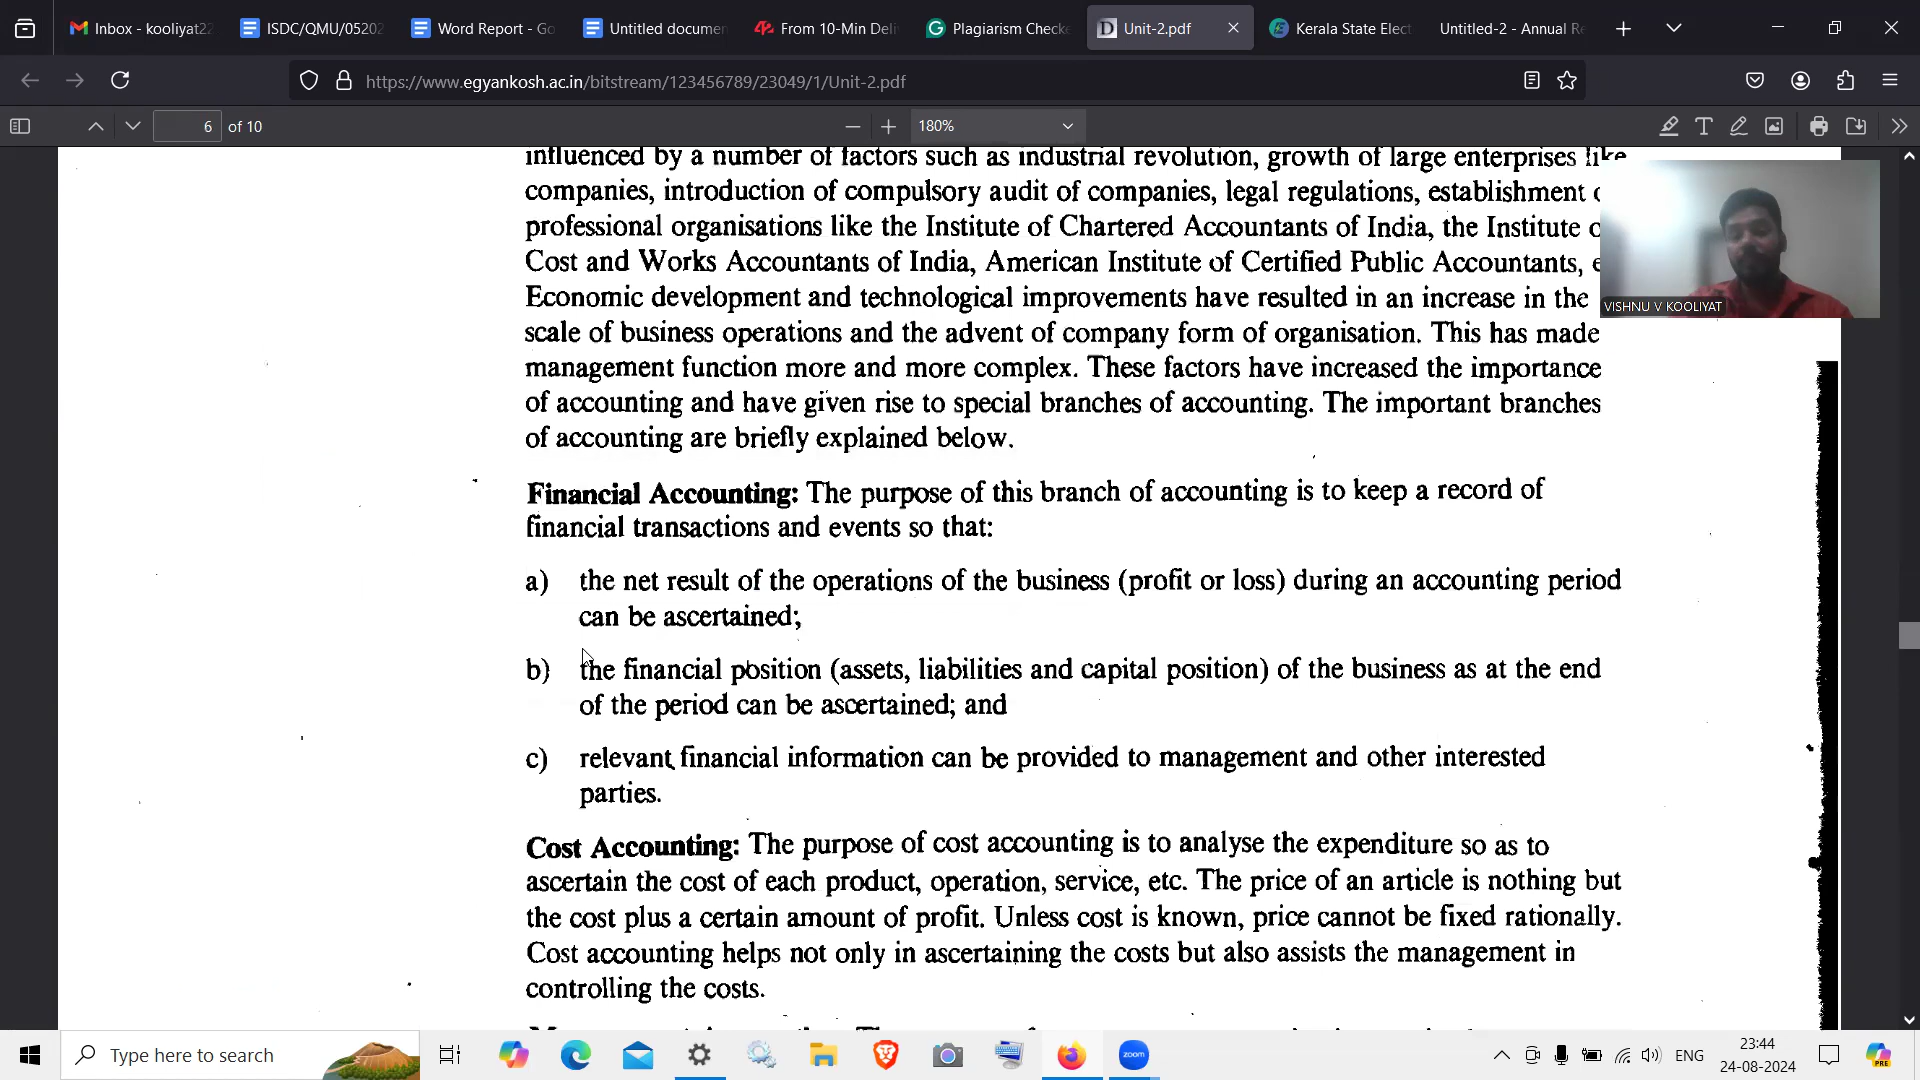 Inbox - kooliyat22
ISDC/QMU/05202
Word Report - Go
Untitled documen
From 10-Min Deli
Plagiarism Checke
Unit-2.pdf
Kerala State Elect
Untitled-2 - Annual Re
https://www.egyankosh.ac.in/bitstream/123456789/23049/1/Unit-2.pdf
6 of 10
180%
influenced by a number of factors such as industrial revolution, growth of large enterprises like
companies, introduction of compulsory audit of companies, legal regulations, establishment
professional organisations like the Institute of Chartered Accountants of India, the Institute
Cost and Works Accountants of India, American Institute of Certified Public Accountants,
Economic development and technological improvements have resulted in an increase in the
scale of business operations and the advent of company form of organisation. This has made
management function more and more complex. These factors have increased the importance
of accounting and have given rise to special branches of accounting. The important branches
of accounting are briefly explained below.
VISHNU V KOOLIYAT
Financial Accounting: The purpose of this branch of accounting is to keep a record of
financial transactions and events so that:
a) the net result of the operations of the business (profit or loss) during an accounting period
can be ascertained;
b) the financial position (assets, liabilities and capital position) of the business as at the end
of the period can be ascertained; and
c) relevant financial information can be provided to management and other interested
parties.
Cost Accounting: The purpose of cost accounting is to analyse the expenditure so as to
ascertain the cost of each product, operation, service, etc. The price of an article is nothing but
the cost plus a certain amount of profit. Unless cost is known, price cannot be fixed rationally.
Cost accounting helps not only in ascertaining the costs but also assists the management in
controlling the costs.
Type here to search
zoom
ENG
23:44
24-08-2024
PRE